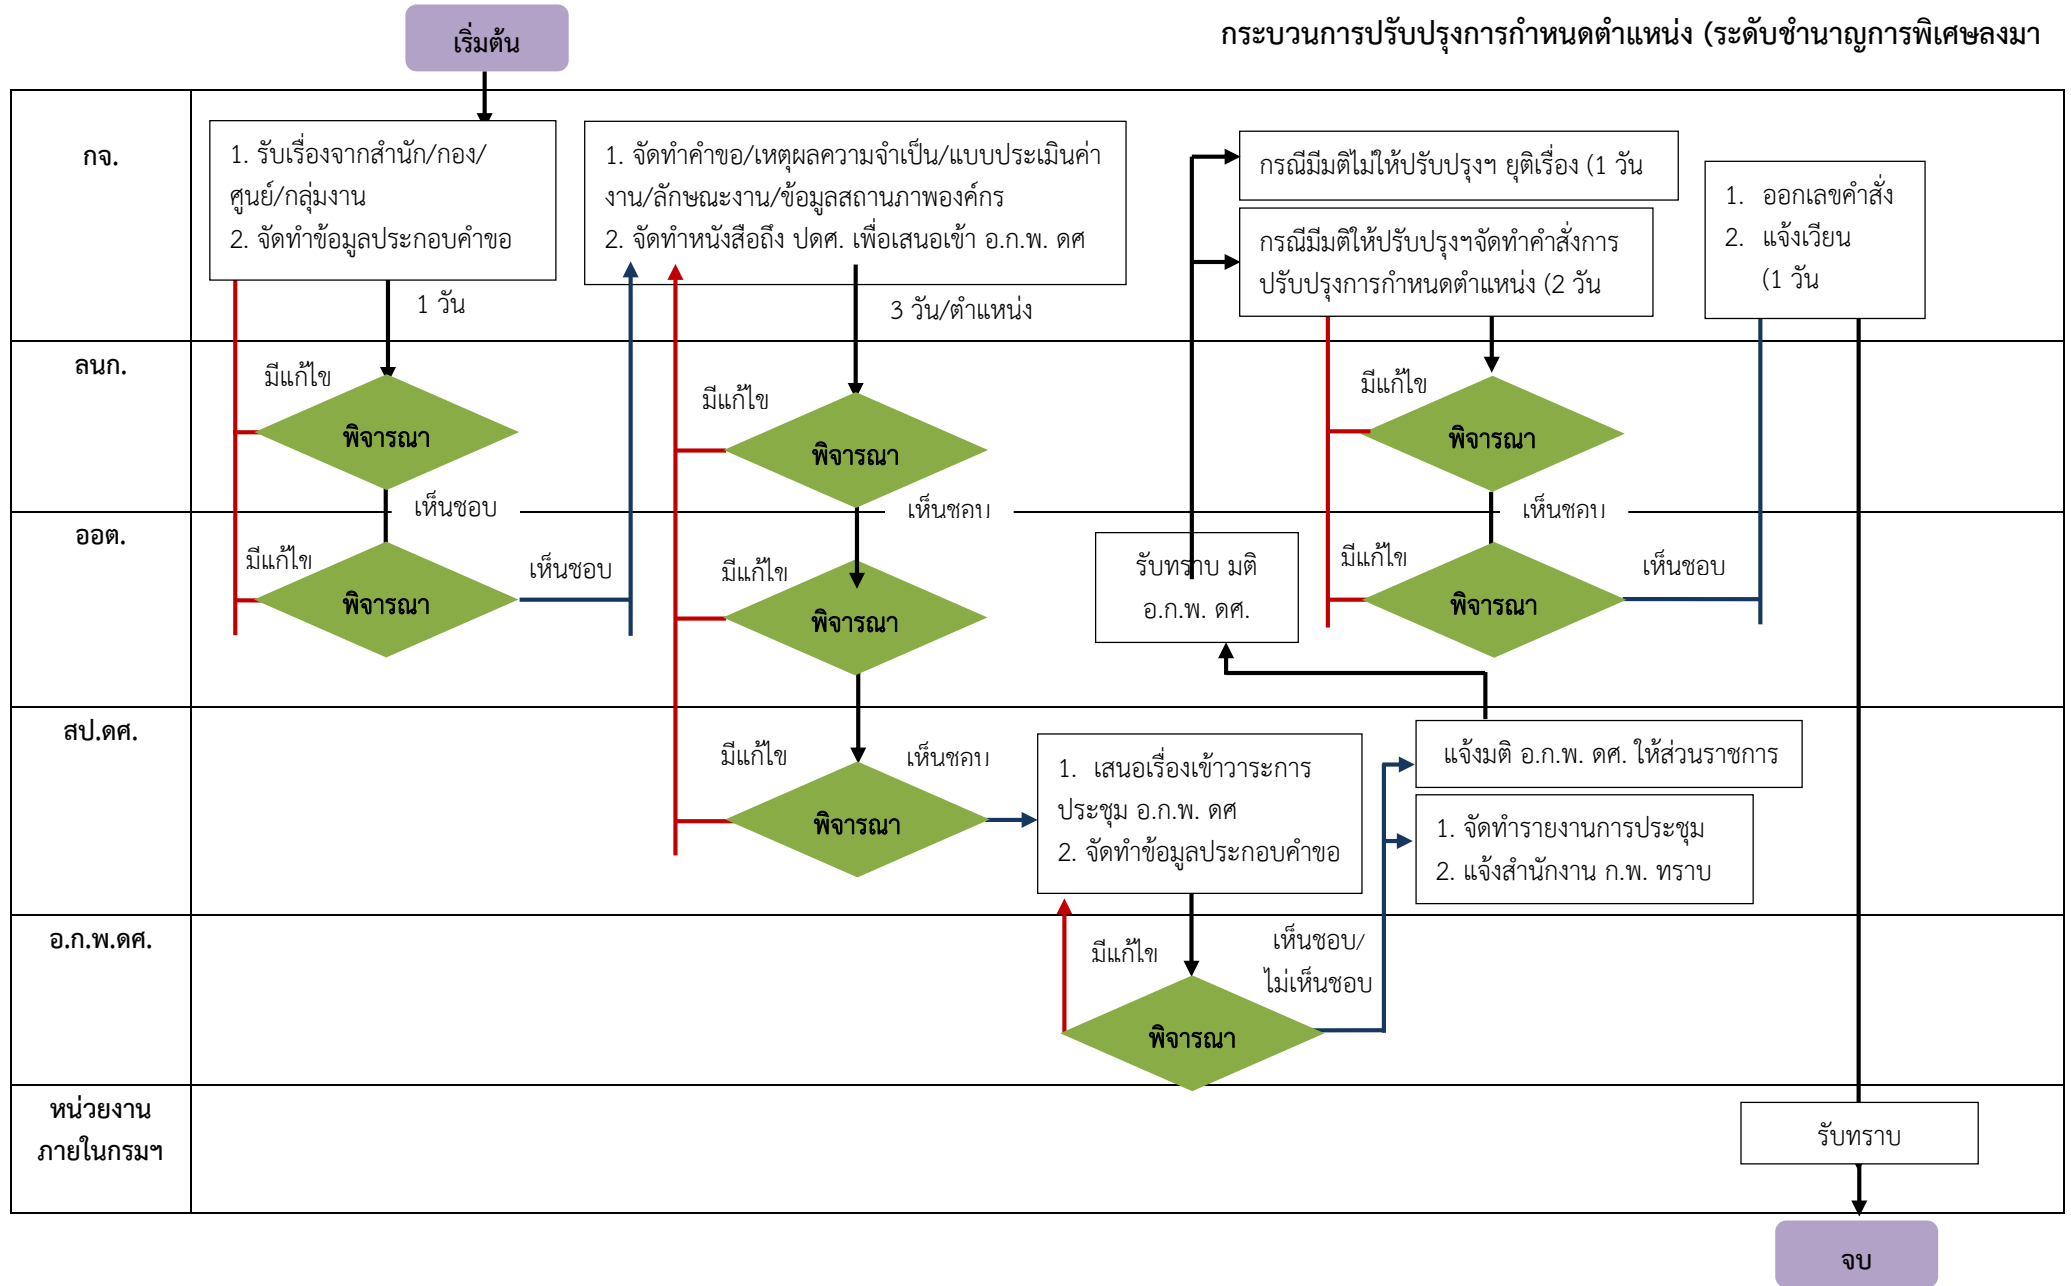 เริ่มต้น
กระบวนการปรับปรุงการกำหนดตำแหน่ง (ระดับชำนาญการพิเศษลงมา
กจ.
1. รับเรื่องจากสำนัก/กอง/
ศูนย์/กลุ่มงาน
2. จัดทำข้อมูลประกอบคำขอ
1 วัน
1. จัดทำคำขอ/เหตุผลความจำเป็น/แบบประเมินค่า
งาน/ลักษณะงาน/ข้อมูลสถานภาพองค์กร
2. จัดทำหนังสือถึง ปดศ. เพื่อเสนอเข้า อ.ก.พ. ดศ
3 วัน/ตำแหน่ง
กรณีมีมติไม่ให้ปรับปรุงฯ ยุติเรื่อง (1 วัน
กรณีมีมติให้ปรับปรุงฯจัดทำคำสั่งการ
ปรับปรุงการกำหนดตำแหน่ง (2 วัน
1. ออกเลขคำสั่ง
2. แจ้งเวียน
(1 วัน
ลนก.
มีแก้ไข
พิจารณา
เห็นชอบ
มีแก้ไข
พิจารณา
เห็นชอบ
มีแก้ไข
พิจารณา
เห็นชอบ
ออต.
มีแก้ไข
พิจารณา
เห็นชอบ
มีแก้ไข
พิจารณา
รับทราบ มติ
อ.ก.พ. ดศ.
มีแก้ไข
พิจารณา
เห็นชอบ
สป.ดศ.
มีแก้ไข
พิจารณา
เห็นชอบ
1. เสนอเรื่องเข้าวาระการ
ประชุม อ.ก.พ. ดศ
2. จัดทำข้อมูลประกอบคำขอ
แจ้งมติ อ.ก.พ. ดศ. ให้ส่วนราชการ
1. จัดทำรายงานการประชุม
2. แจ้งสำนักงาน ก.พ. ทราบ
อ.ก.พ.ดศ.
มีแก้ไข
พิจารณา
เห็นชอบ/
ไม่เห็นชอบ
หน่วยงาน
ภายในกรมฯ
รับทราบ
จบ